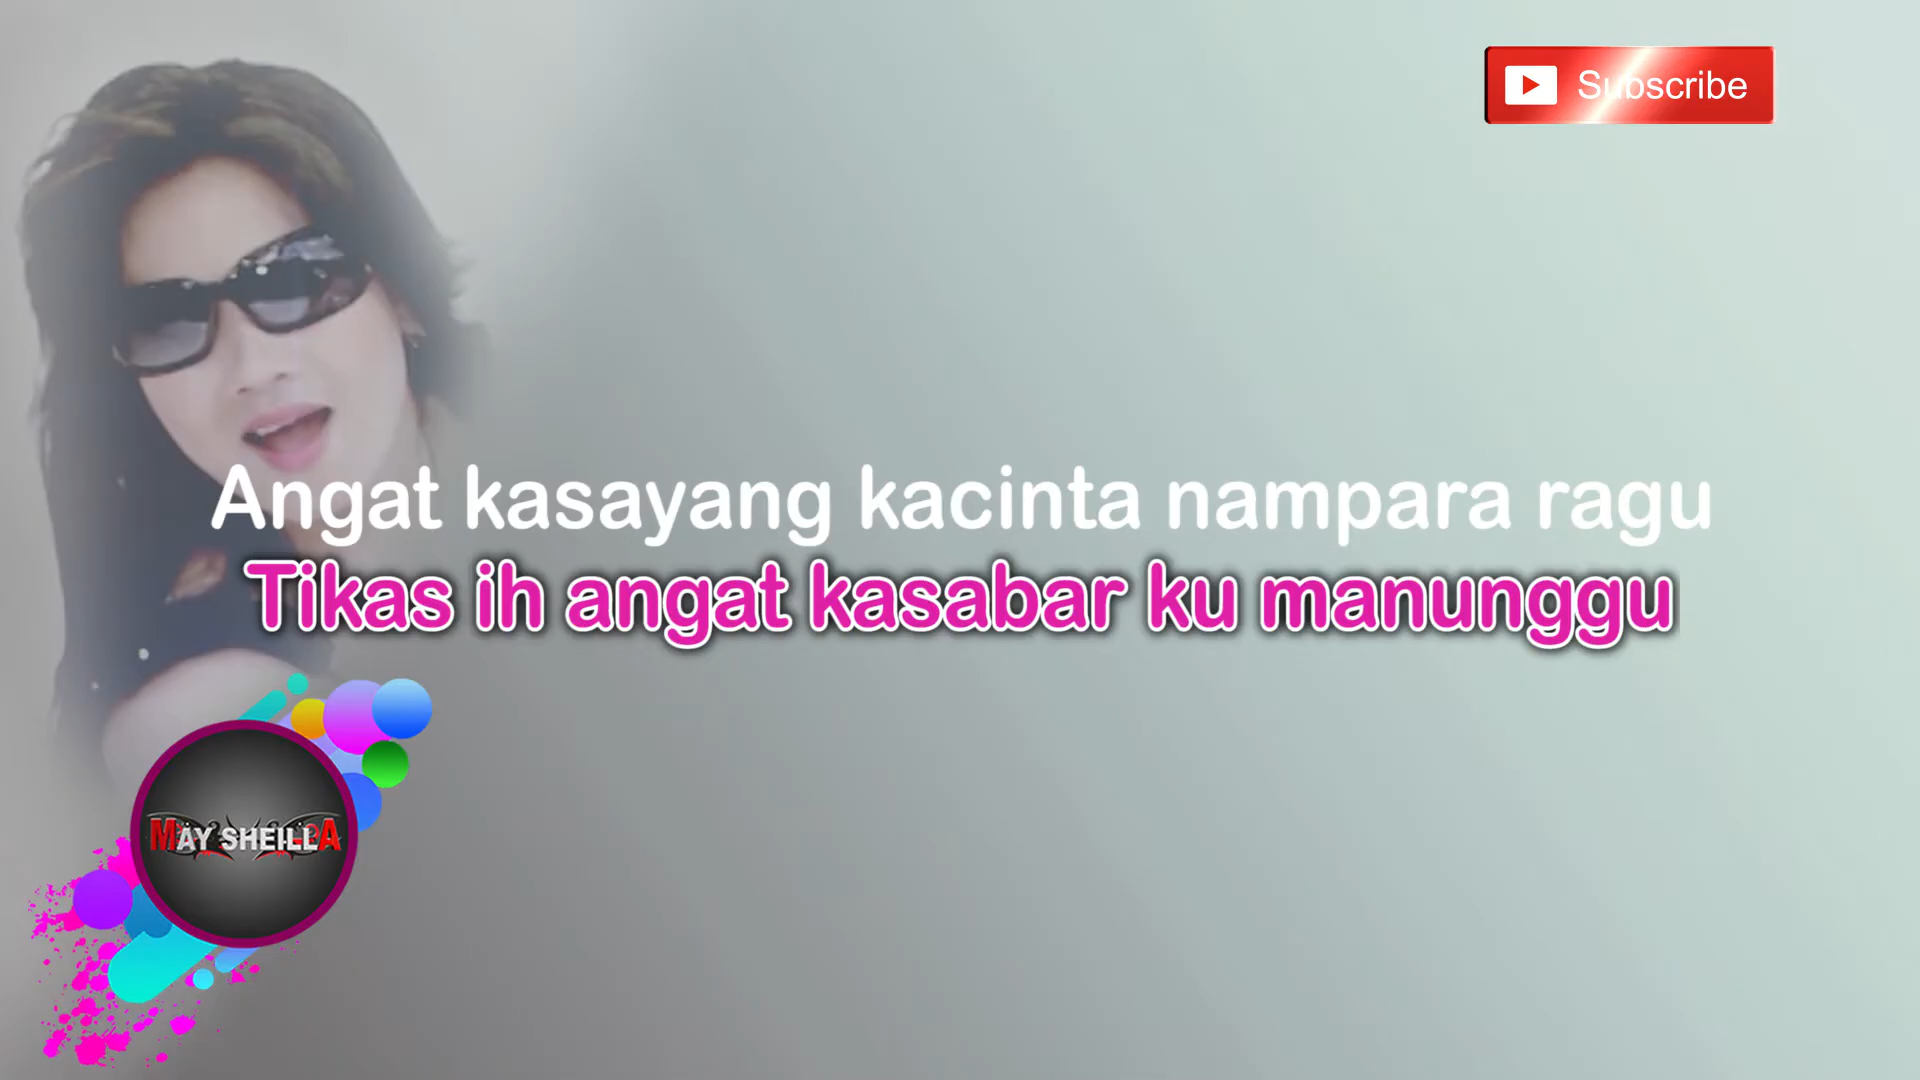 Subscribe
Angat kasayang kacinta nampara ragu
Tikas ih angat kasabar ku manunggu
MAY SHEILLA